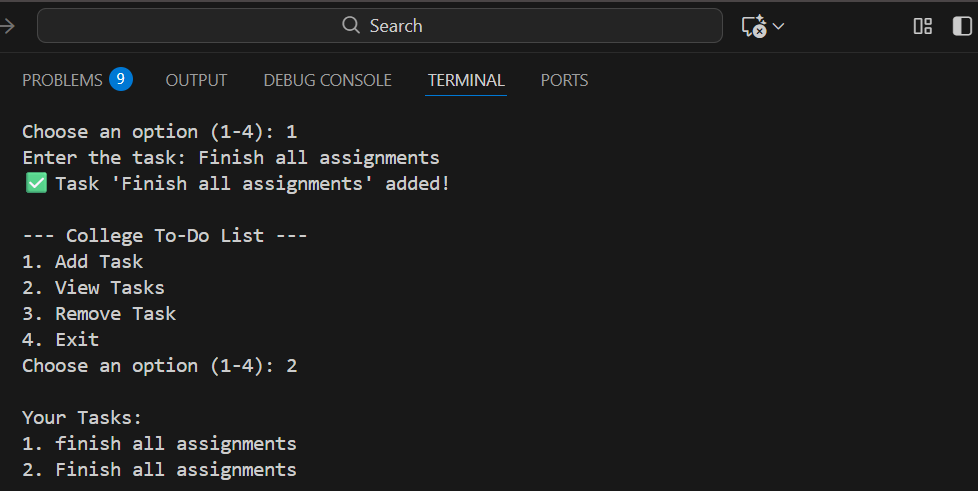 Search
PROBLEMS 9 OUTPUT DEBUG CONSOLE TERMINAL PORTS
Choose an option (1-4): 1
Enter the task: Finish all assignments
✅ Task 'Finish all assignments' added!
--- College To-Do List ---
1. Add Task
2. View Tasks
3. Remove Task
4. Exit
Choose an option (1-4): 2
Your Tasks:
1. finish all assignments
2. Finish all assignments